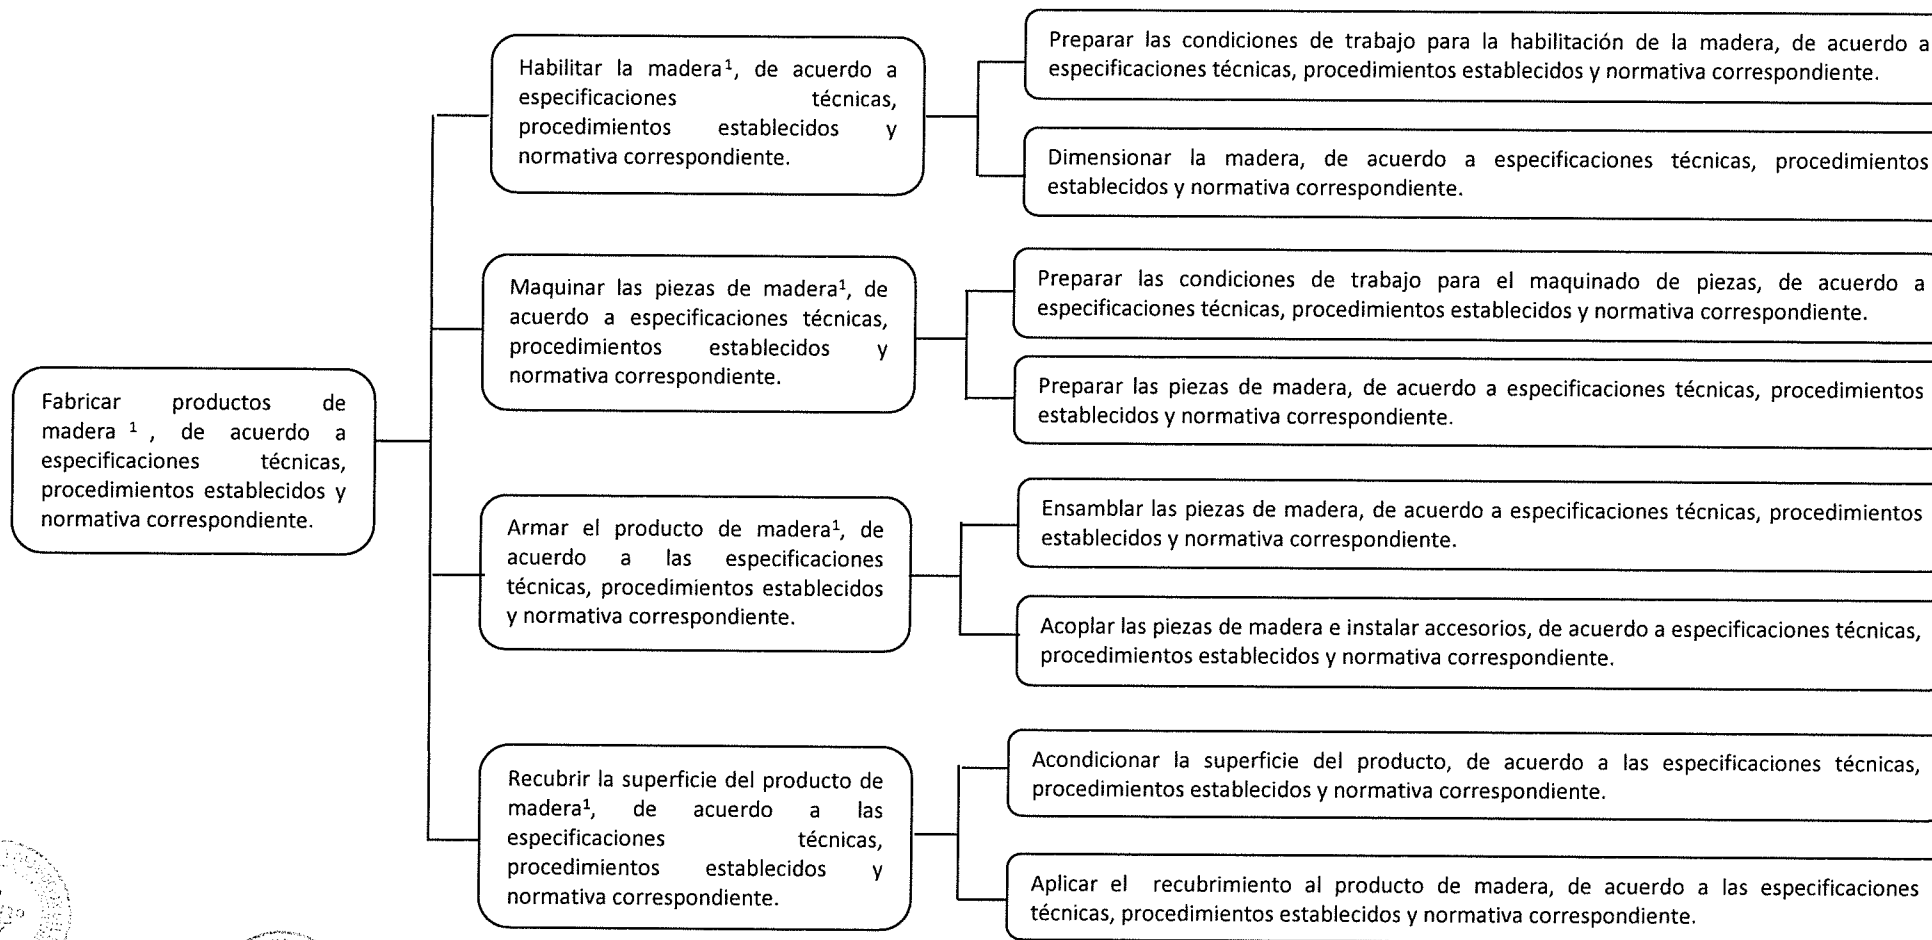 Fabricar productos de
madera ¹ , de acuerdo a
especificaciones técnicas,
procedimientos establecidos y
normativa correspondiente.
Habilitar la madera¹, de acuerdo a
especificaciones técnicas,
procedimientos establecidos y
normativa correspondiente.
Preparar las condiciones de trabajo para la habilitación de la madera, de acuerdo a
especificaciones técnicas, procedimientos establecidos y normativa correspondiente.
Dimensionar la madera, de acuerdo a especificaciones técnicas, procedimientos
establecidos y normativa correspondiente.
Maquinar las piezas de madera¹, de
acuerdo a especificaciones técnicas,
procedimientos establecidos y
normativa correspondiente.
Preparar las condiciones de trabajo para el maquinado de piezas, de acuerdo a
especificaciones técnicas, procedimientos establecidos y normativa correspondiente.
Preparar las piezas de madera, de acuerdo a especificaciones técnicas, procedimientos
establecidos y normativa correspondiente.
Armar el producto de madera¹, de
acuerdo a las especificaciones
técnicas, procedimientos establecidos
y normativa correspondiente.
Ensamblar las piezas de madera, de acuerdo a especificaciones técnicas, procedimientos
establecidos y normativa correspondiente.
Acoplar las piezas de madera e instalar accesorios, de acuerdo a especificaciones técnicas,
procedimientos establecidos y normativa correspondiente.
Recubrir la superficie del producto de
madera¹, de acuerdo a las
especificaciones técnicas,
procedimientos establecidos y
normativa correspondiente.
Acondicionar la superficie del producto, de acuerdo a las especificaciones técnicas,
procedimientos establecidos y normativa correspondiente.
Aplicar el recubrimiento al producto de madera, de acuerdo a las especificaciones
técnicas, procedimientos establecidos y normativa correspondiente.